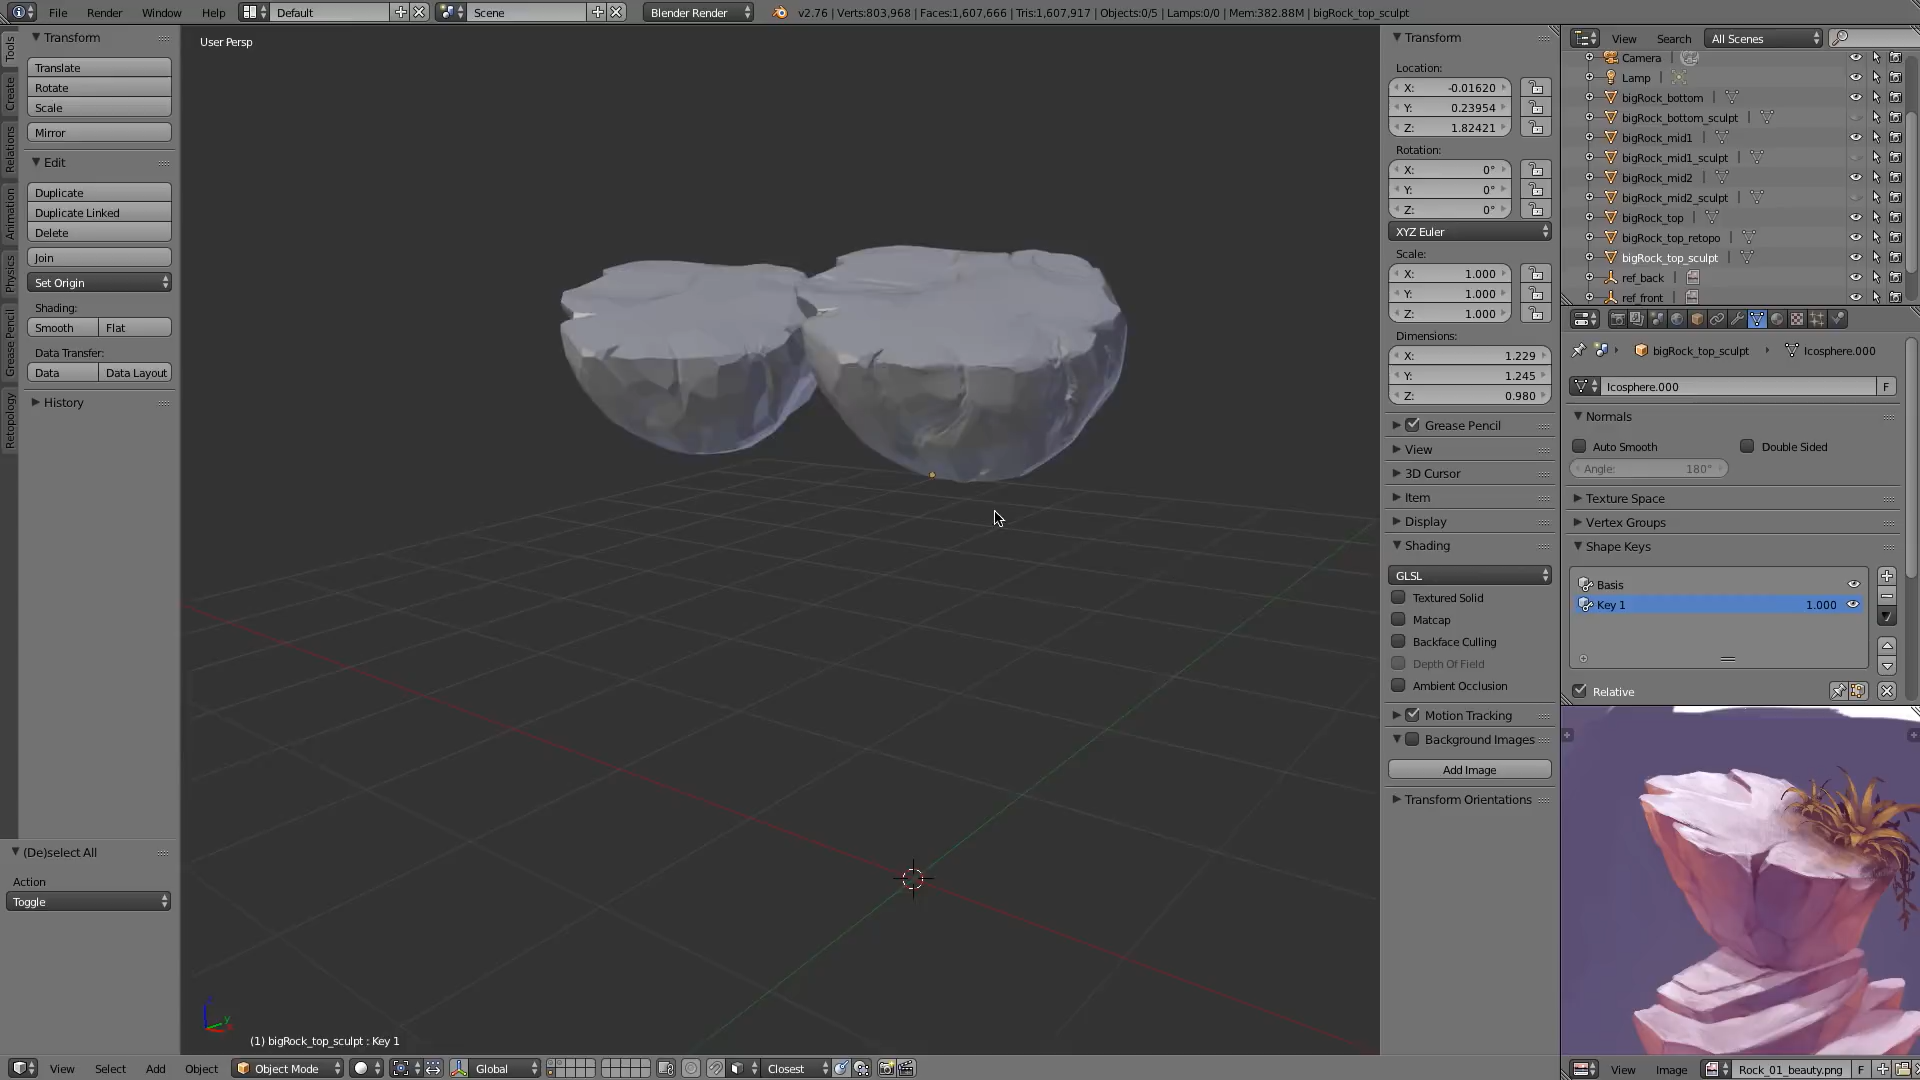 File Render Window Help Default Scene Blender Render v2.76 | Verts:803,968 | Faces:1,607,666 | Tris:1,607,917 | Objects:0/5 | Lamps:0/0 | Mem:382.88M | bigRock_top_sculpt
Tools
Create
Relations
Animation
Physics
Grease Pencil
Retopology
Transform
Translate
Rotate
Scale
Mirror
Edit
Duplicate
Duplicate Linked
Delete
Join
Set Origin
Shading:
Smooth Flat
Data Transfer:
Data Data Layout
History
(De)select All
Action
Toggle
User Persp
(1) bigRock_top_sculpt : Key 1
Transform
Location:
X: -0.01620
Y: 0.23954
Z: 1.82421
Rotation:
X: 0°
Y: 0°
Z: 0°
XYZ Euler
Scale:
X: 1.000
Y: 1.000
Z: 1.000
Dimensions:
X: 1.229
Y: 1.245
Z: 0.980
Grease Pencil
View
3D Cursor
Item
Display
Shading
GLSL
Textured Solid
Matcap
Backface Culling
Depth Of Field
Ambient Occlusion
Motion Tracking
Background Images
Add Image
Transform Orientations
View Search All Scenes
Camera
Lamp
bigRock_bottom
bigRock_bottom_sculpt
bigRock_mid1
bigRock_mid1_sculpt
bigRock_mid2
bigRock_mid2_sculpt
bigRock_top
bigRock_top_retopo
bigRock_top_sculpt
ref_back
ref_front
bigRock_top_sculpt Icosphere.000
Icosphere.000 F
Normals
Auto Smooth Double Sided
Angle: 180°
Texture Space
Vertex Groups
Shape Keys
Basis
Key 1 1.000
Relative
View Select Add Object Object Mode Global Closest
View Image Rock_01_beauty.png F